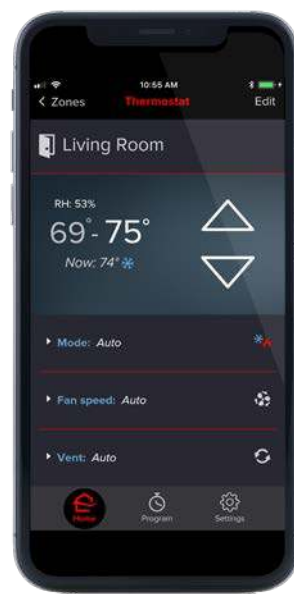 10:55 AM
Zones Thermostat Edit
Living Room
RH: 53%
69°- 75°
Now: 74°
Mode: Auto
Fan speed: Auto
Vent: Auto
Home Program Settings